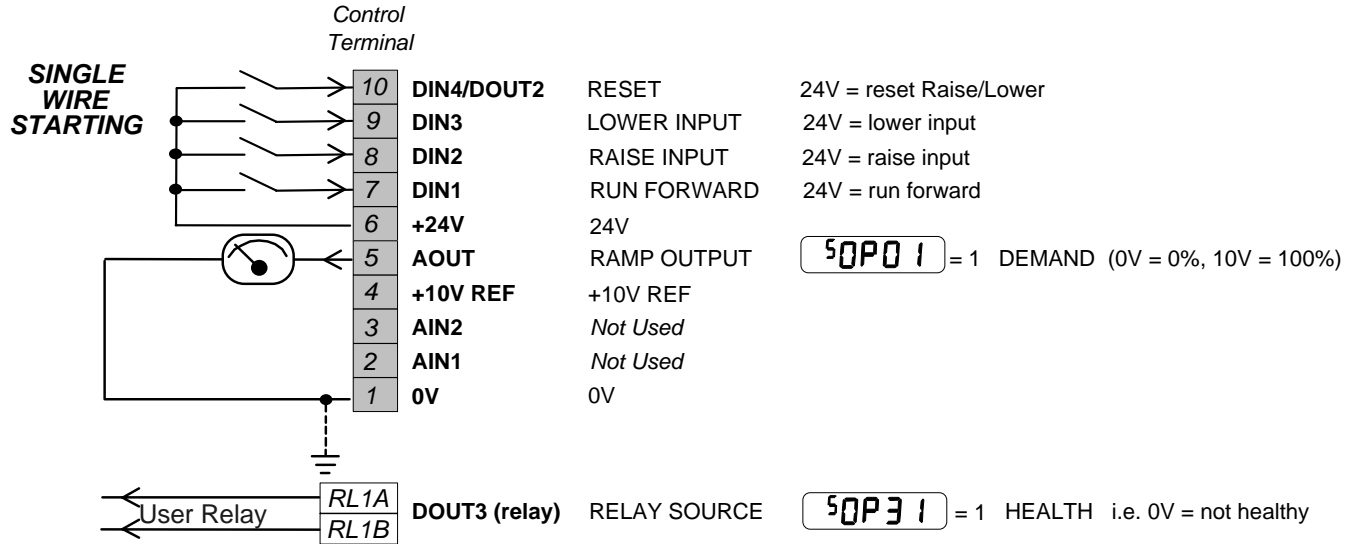 Control
Terminal
SINGLE
WIRE
STARTING
10 DIN4/DOUT2 RESET 24V = reset Raise/Lower
9 DIN3 LOWER INPUT 24V = lower input
8 DIN2 RAISE INPUT 24V = raise input
7 DIN1 RUN FORWARD 24V = run forward
6 +24V 24V
5 AOUT RAMP OUTPUT SOP01 = 1 DEMAND (0V = 0%, 10V = 100%)
4 +10V REF +10V REF
3 AIN2 Not Used
2 AIN1 Not Used
1 0V 0V
User Relay
RL1A
RL1B
DOUT3 (relay) RELAY SOURCE SOP31 = 1 HEALTH i.e. 0V = not healthy